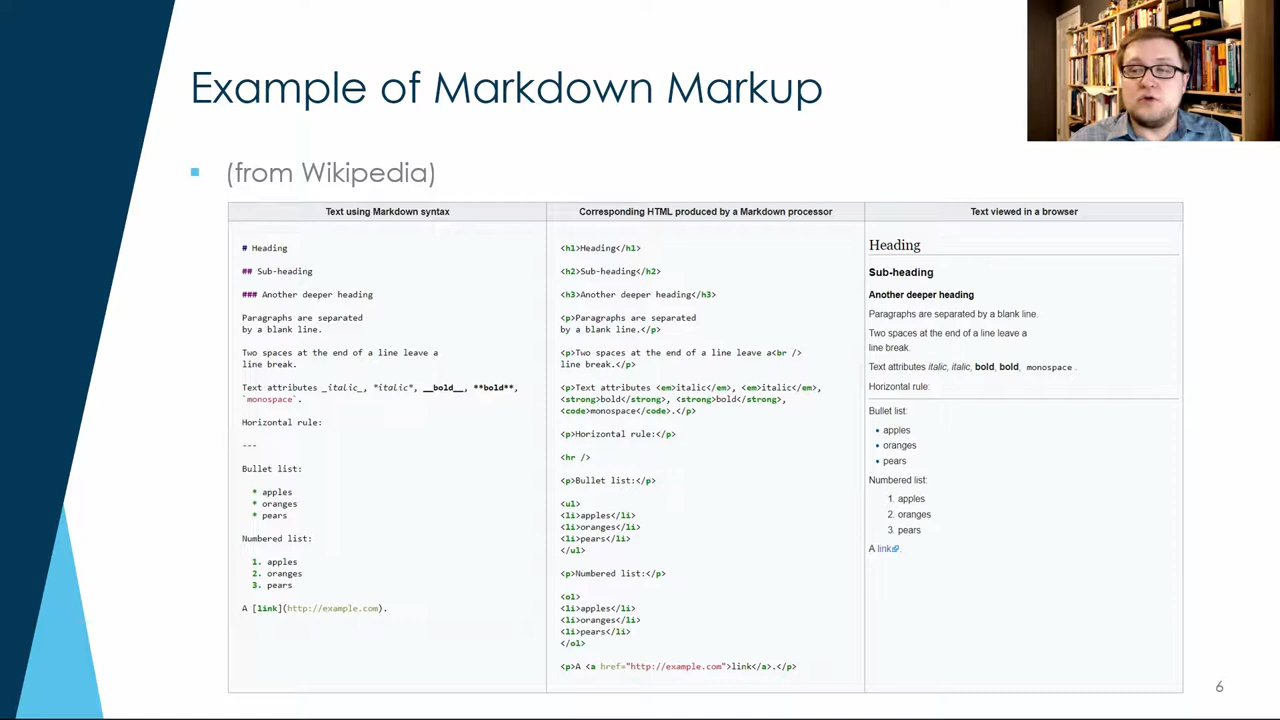 Example of Markdown Markup
(from Wikipedia)
Text using Markdown syntax
# Heading
## Sub-heading
### Another deeper heading
Paragraphs are separated
by a blank line.
Two spaces at the end of a line leave a
line break.
Text attributes _italic_, *italic*, __bold__, **bold**,
`monospace`.
Horizontal rule:
---
Bullet list:
* apples
* oranges
* pears
Numbered list:
1. apples
2. oranges
3. pears
A [link](http://example.com).
Corresponding HTML produced by a Markdown processor
<h1>Heading</h1>
<h2>Sub-heading</h2>
<h3>Another deeper heading</h3>
<p>Paragraphs are separated
by a blank line.</p>
<p>Two spaces at the end of a line leave a<br />
line break.</p>
<p>Text attributes <em>italic</em>, <em>italic</em>,
<strong>bold</strong>, <strong>bold</strong>,
<code>monospace</code>.</p>
<p>Horizontal rule:</p>
<hr />
<p>Bullet list:</p>
<ul>
<li>apples</li>
<li>oranges</li>
<li>pears</li>
</ul>
<p>Numbered list:</p>
<ol>
<li>apples</li>
<li>oranges</li>
<li>pears</li>
</ol>
<p>A <a href="http://example.com">link</a>.</p>
Text viewed in a browser
Heading
Sub-heading
Another deeper heading
Paragraphs are separated by a blank line.
Two spaces at the end of a line leave a
line break.
Text attributes italic, italic, bold, bold, monospace .
Horizontal rule:
Bullet list:
• apples
• oranges
• pears
Numbered list:
1. apples
2. oranges
3. pears
A link.
6